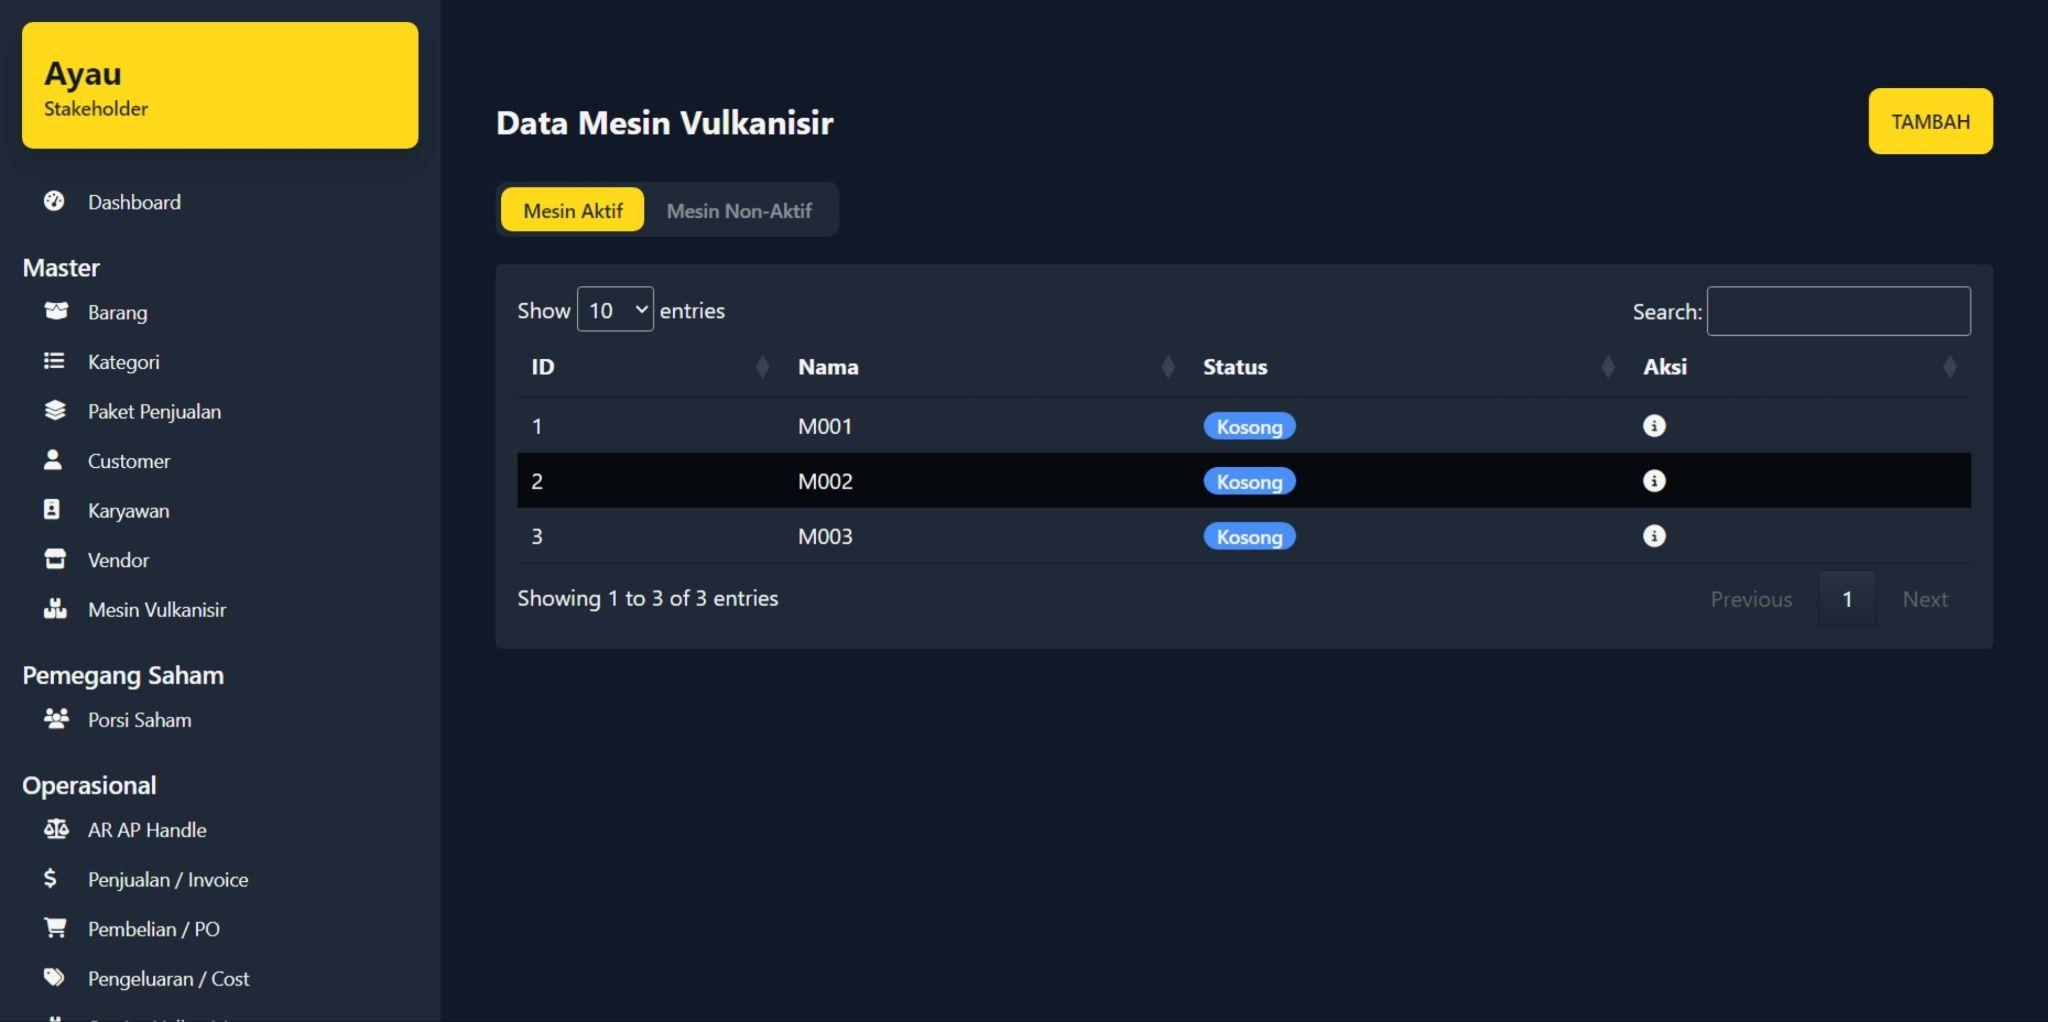 Ayau
Stakeholder
Dashboard
Master
Barang
Kategori
Paket Penjualan
Customer
Karyawan
Vendor
Mesin Vulkanisir
Pemegang Saham
Porsi Saham
Operasional
AR AP Handle
Penjualan / Invoice
Pembelian / PO
Pengeluaran / Cost
Data Mesin Vulkanisir
TAMBAH
Mesin Aktif Mesin Non-Aktif
Show 10 entries Search:
ID Nama Status Aksi
1 M001 Kosong
2 M002 Kosong
3 M003 Kosong
Showing 1 to 3 of 3 entries Previous 1 Next